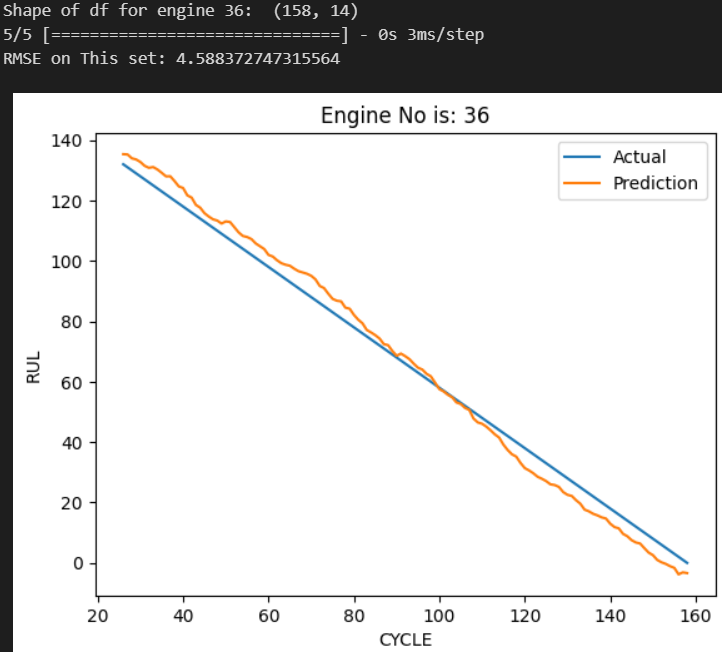 Shape of df for engine 36:  (158, 14)
5/5 [==============================] - 0s 3ms/step
RMSE on This set: 4.588372747315564
Engine No is: 36
Actual
Prediction
140
120
100
80
60
40
20
0
RUL
20 40 60 80 100 120 140 160
CYCLE